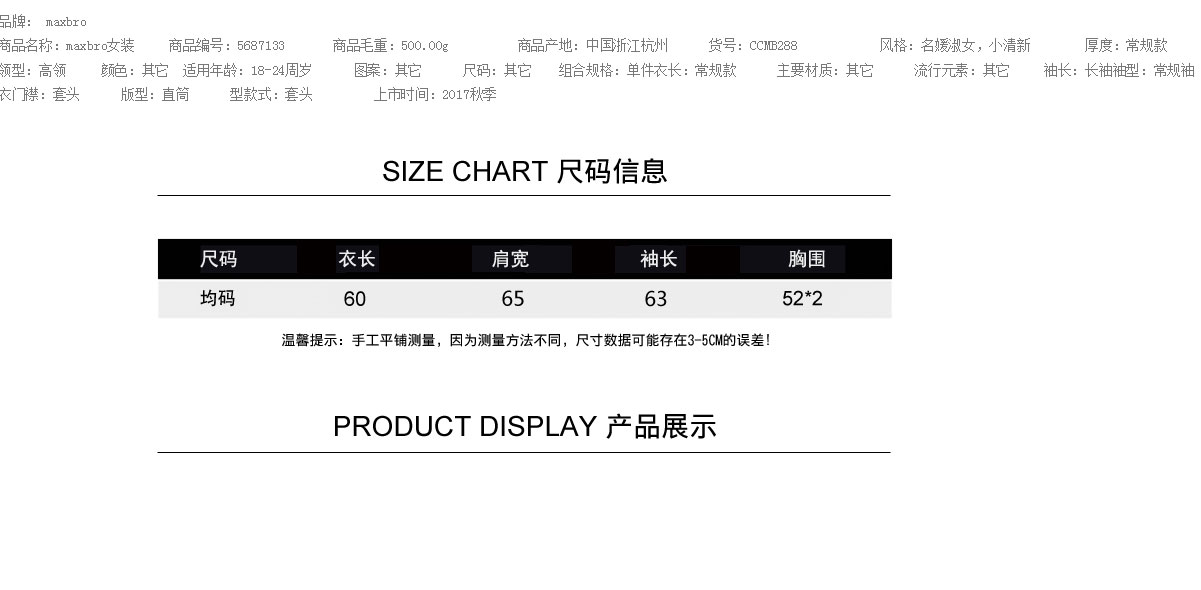 品牌: maxbro
商品名称:maxbro女装 商品编号:5687133 商品毛重:500.00g 商品产地:中国浙江杭州 货号:CCMB288 风格:名媛淑女,小清新 厚度:常规款
领型:高领 颜色:其它 适用年龄:18-24周岁 图案:其它 尺码:其它 组合规格:单件衣长:常规款 主要材质:其它 流行元素:其它 袖长:长袖袖型:常规袖
衣门襟:套头 版型:直筒 型款式:套头 上市时间:2017秋季
SIZE CHART 尺码信息
尺码 衣长 肩宽 袖长 胸围
均码 60 65 63 52*2
温馨提示:手工平铺测量,因为测量方法不同,尺寸数据可能存在3-5CM的误差!
PRODUCT DISPLAY 产品展示